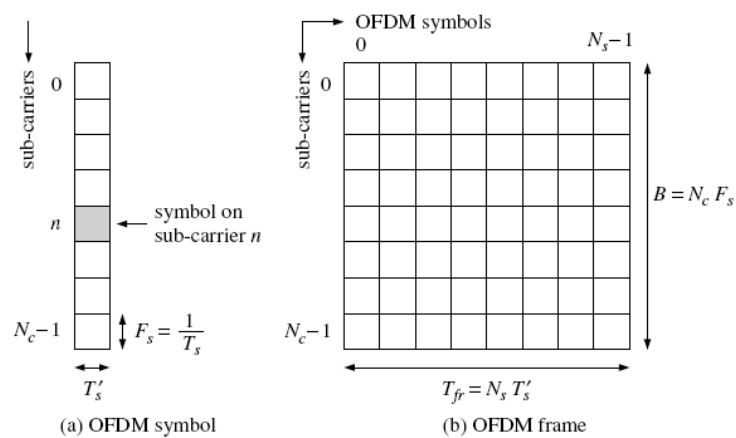 sub-carriers
0
n
symbol on
sub-carrier n
N_c−1
F_s = 1/T_s
T′_s
(a) OFDM symbol
OFDM symbols
0
N_s−1
sub-carriers
0
B = N_c F_s
N_c−1
T_fr = N_s T′_s
(b) OFDM frame